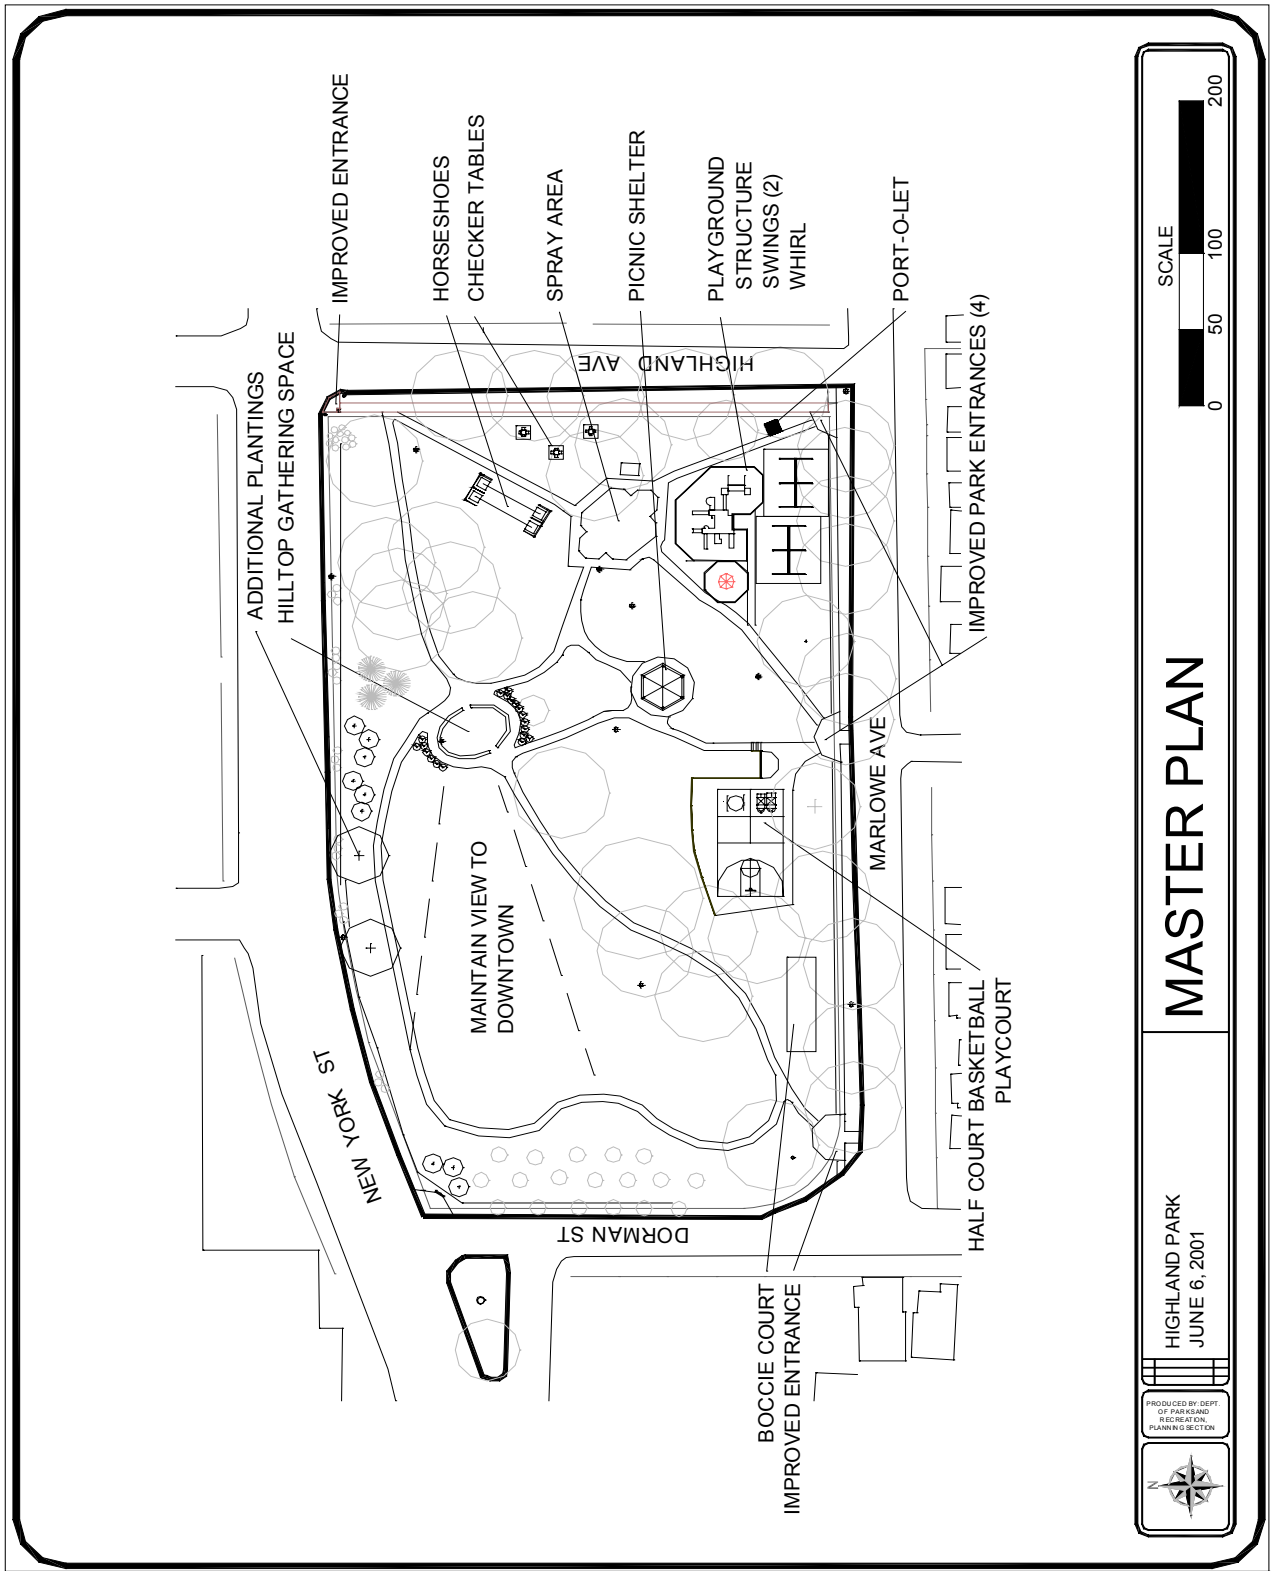 IMPROVED ENTRANCE
HORSESHOES
CHECKER TABLES
SPRAY AREA
PICNIC SHELTER
PLAYGROUND
STRUCTURE
SWINGS (2)
WHIRL
PORT-O-LET
ADDITIONAL PLANTINGS
HILLTOP GATHERING SPACE
HIGHLAND AVE
IMPROVED PARK ENTRANCES (4)
MAINTAIN VIEW TO
DOWNTOWN
MARLOWE AVE
NEW YORK ST
DORMAN ST
HALF COURT BASKETBALL
PLAYCOURT
BOCCIE COURT
IMPROVED ENTRANCE
N
PRODUCED BY: DEPT.
OF PARKS AND
RECREATION,
PLANNING SECTION
HIGHLAND PARK
JUNE 6, 2001
MASTER PLAN
SCALE
0 50 100 200